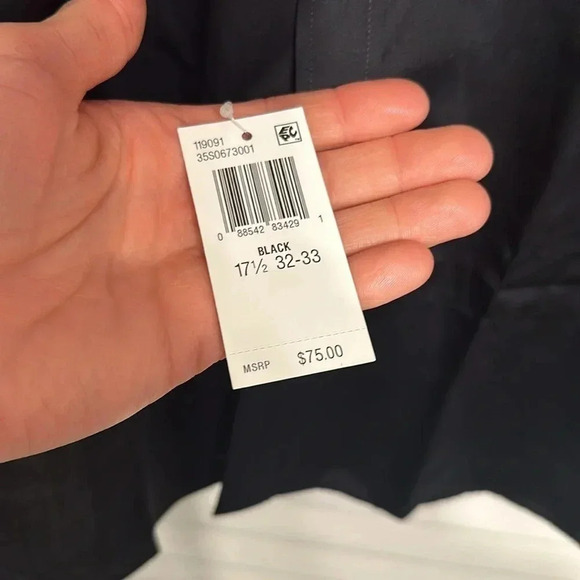 119091
35S0673001
0 88542 83429 1
BLACK
17½ 32-33
MSRP $75.00